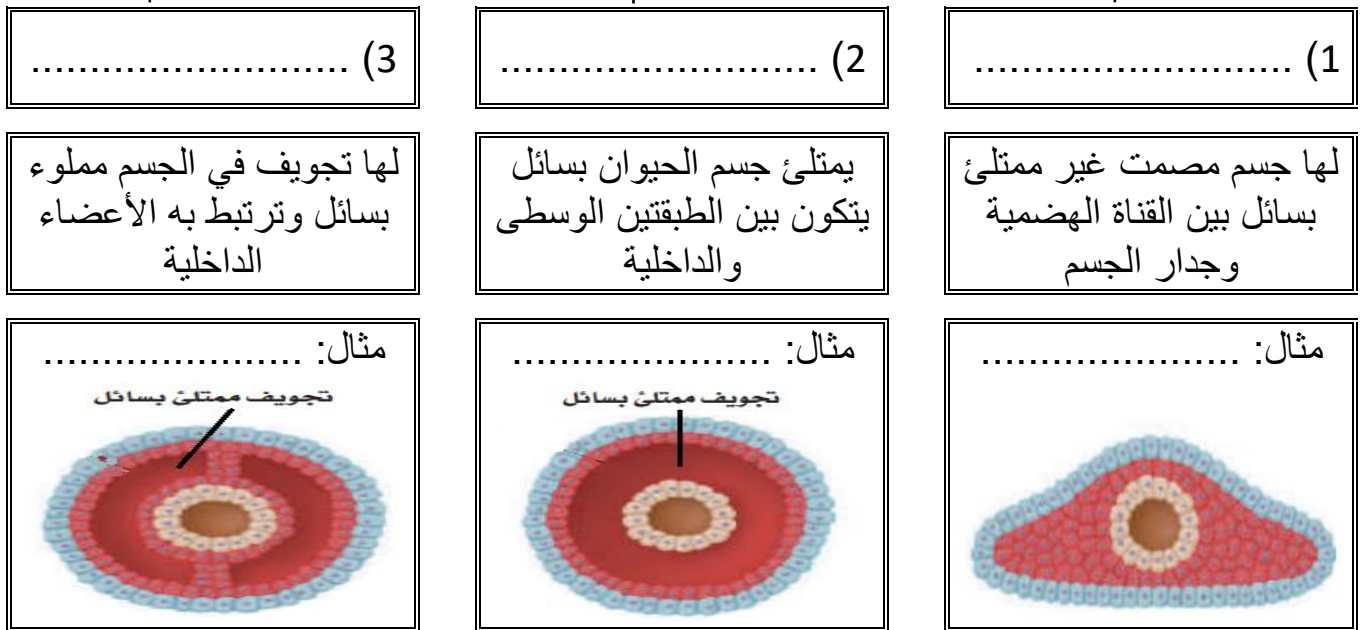 1) ...........................
2) ...........................
3) ...........................
لها جسم مصمت غير ممتلئ
بسائل بين القناة الهضمية
وجدار الجسم
يمتلئ جسم الحيوان بسائل
يتكون بين الطبقتين الوسطى
والداخلية
لها تجويف في الجسم مملوء
بسائل وترتبط به الأعضاء
الداخلية
مثال: ......................
مثال: ......................
تجويف ممتلئ بسائل
مثال: ......................
تجويف ممتلئ بسائل